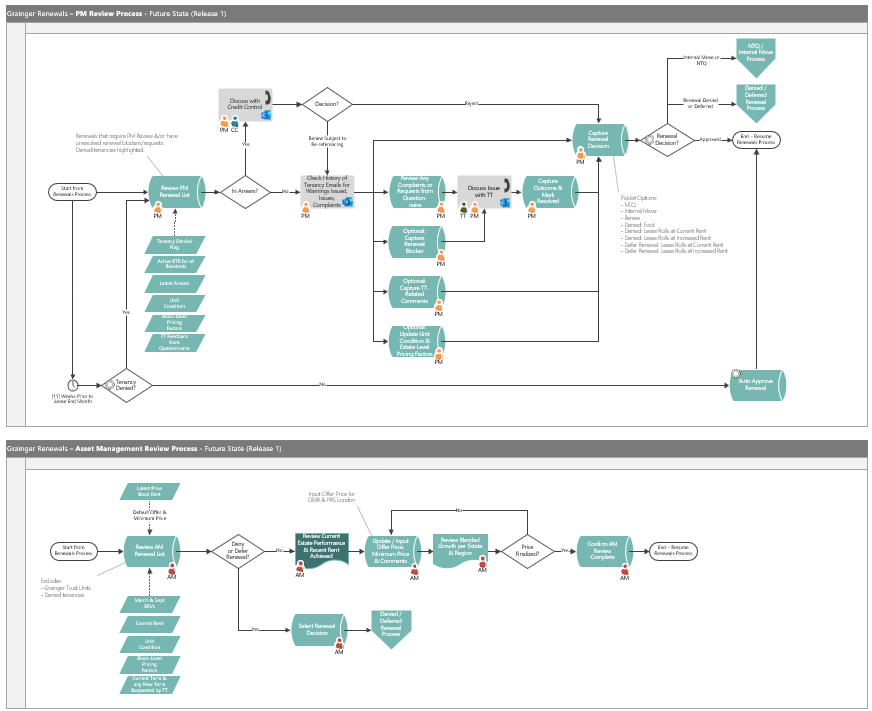 Grainger Renewals – PM Review Process - Future State (Release 1)
NTQ /
Internal Move
Process
Internal Move or
NTQ
Discuss with
Credit Control
PM
CC
Decision?
Reject
Renewal Denied
or Deferred
Denied /
Deferred
Renewal
Process
Renewals that require PM Review &/or have
unresolved renewal blockers/requests.
Denied tenancies highlighted.
Yes
Renew Subject to
Re-referencing
Capture
Renewal
Decision
PM
Renewal
Decision?
Approved
End – Resume
Renewals Process
Start from
Renewals Process
Review PM
Renewal List
PM
In Arrears?
No
Check History of
Tenancy Emails for
Warnings Issued,
Issues,
Complaints
PM
Review Any
Complaints or
Requests from
Question-
naire
PM
Discuss Issue
with TT
TT
PM
Capture
Outcome &
Mark
Resolved
PM
Picklist Options:
– NTQ
– Internal Move
– Renew
– Denied: Evict
– Denied: Lease Rolls at Current Rent
– Denied: Lease Rolls at Increased Rent
– Defer Renewal: Lease Rolls at Current Rent
– Defer Renewal: Lease Rolls at Increased Rent
Tenancy Denied
Flag
Active RTR for all
Residents
Latest Arrears
Unit
Condition
Block-Level
Pricing
Factors
TT Feedback
from
Questionnaire
Optional:
Capture
Renewal
Blocker
PM
Optional:
Capture TT-
Related
Comments
PM
Optional:
Update Unit
Condition &
Estate Level
Pricing Factors
PM
Yes
[11] Weeks Prior to
Lease End Month
Tenancy
Denied?
No
Auto Approve
Renewal
Grainger Renewals – Asset Management Review Process - Future State (Release 1)
Latest Price
Book Rent
Default Offer &
Minimum Price
Input Offer Price for
DMR & PRS London
No
Start from
Renewals Process
Review AM
Renewal List
AM
Deny
or Defer
Renewal?
No
Review Current
Estate Performance
& Recent Rent
Achieved
AM
Update / Input
Offer Price,
Minimum Price
& Comments
AM
Review Blended
Growth per Estate
& Region
AM
Price
Finalized?
Yes
Confirm AM
Review
Complete
AM
End – Resume
Renewals Process
Excludes:
– Grainger Trust Units
– Denied tenancies
March & Sept
ERVs
Current Rent
Unit
Condition
Block-Level
Pricing
Factors
Current Term &
any New Term
Requested by TT
Yes
Select Renewal
Decision
AM
Denied /
Deferred
Renewal
Process